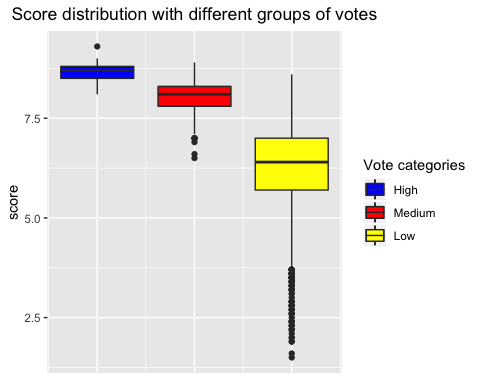 Score distribution with different groups of votes
7.5
5.0
2.5
score
Vote categories
High
Medium
Low